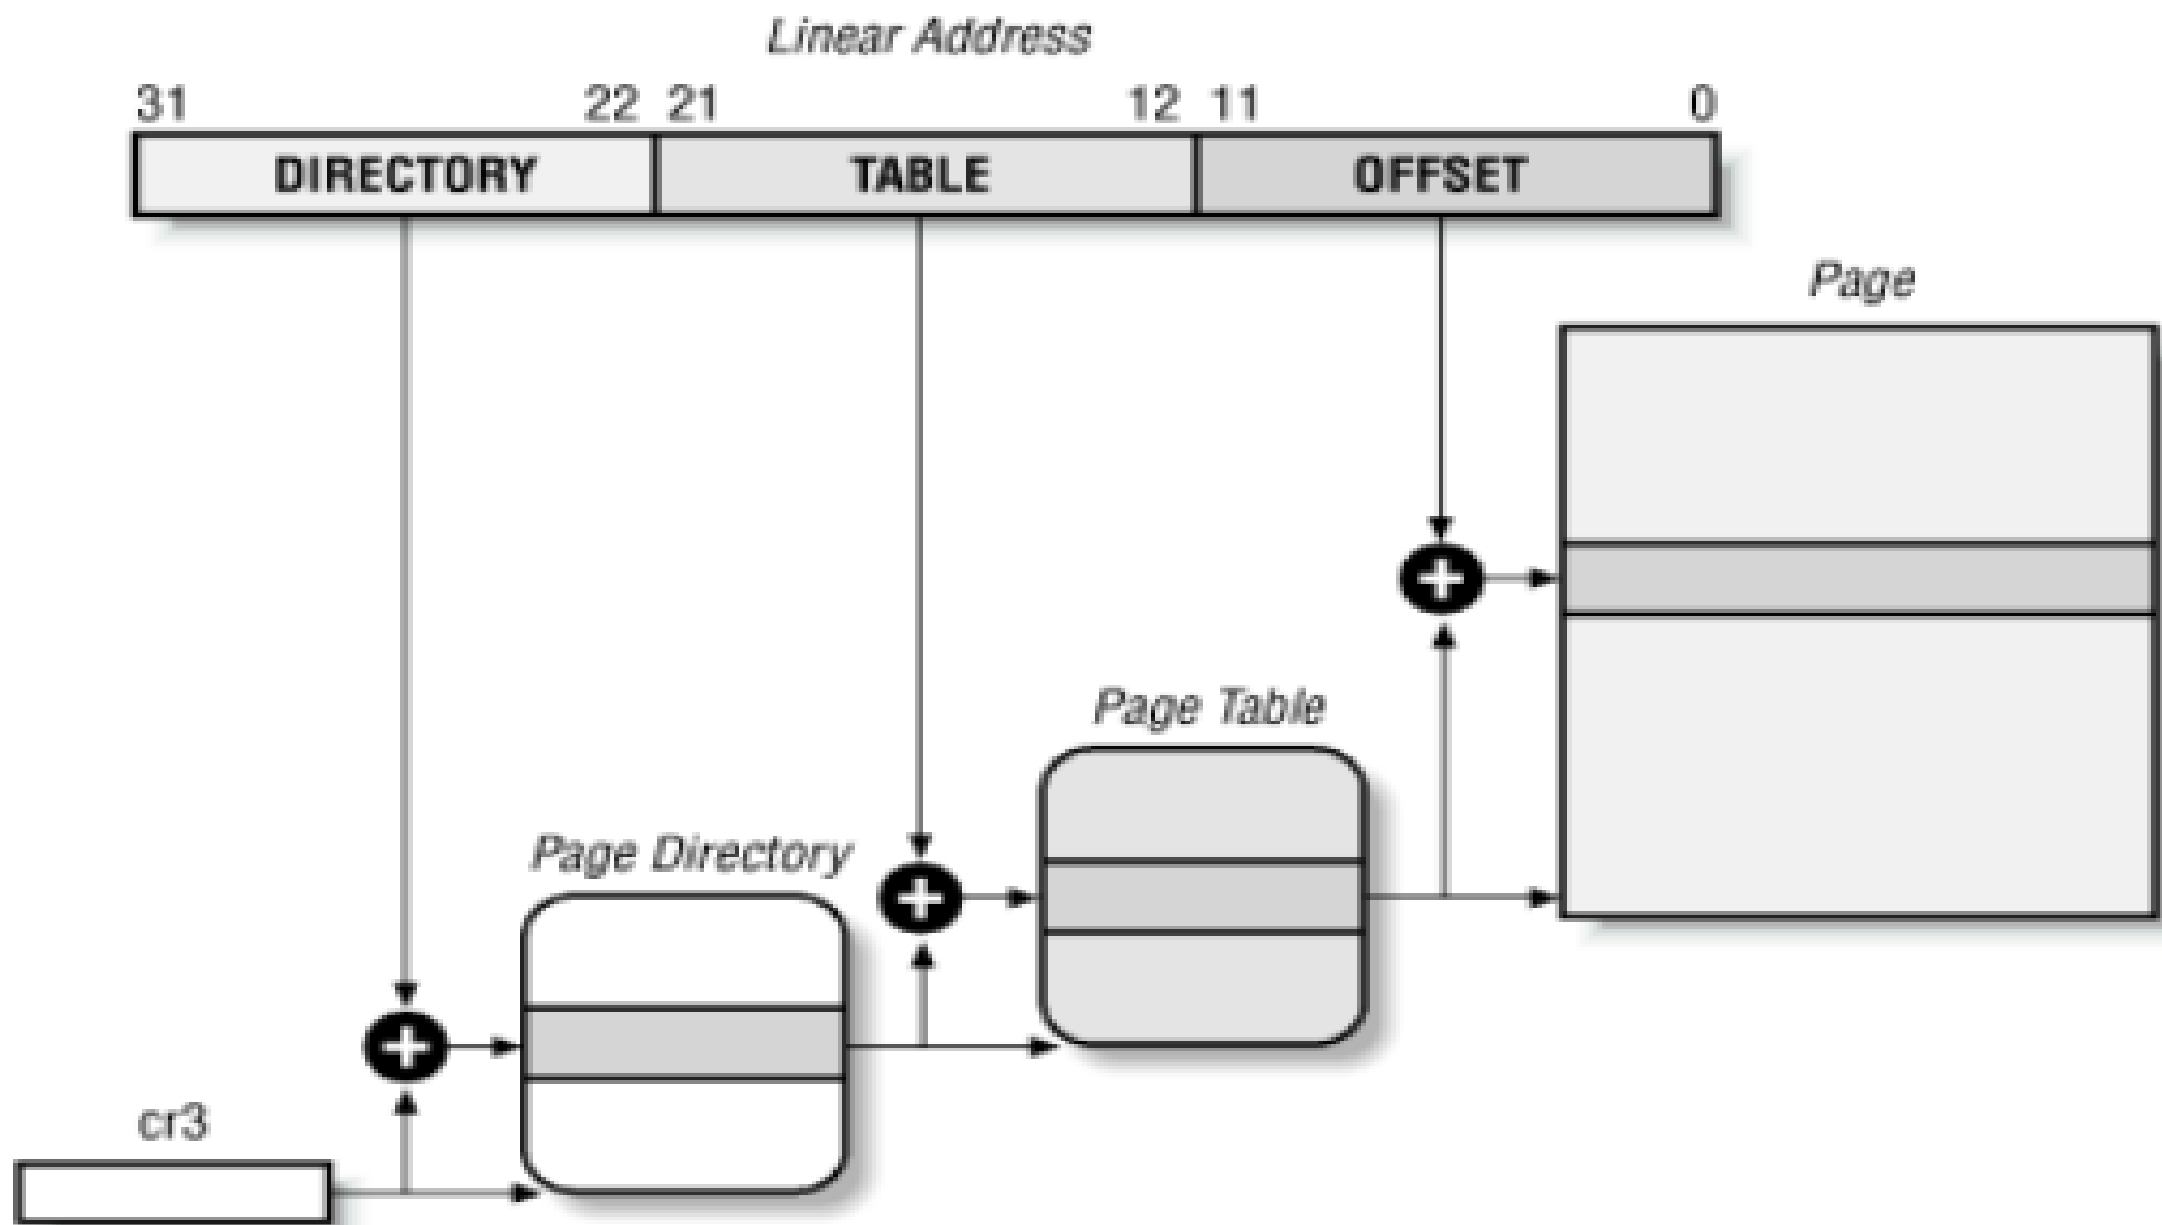 Linear Address
31 22 21 12 11 0
DIRECTORY TABLE OFFSET
Page
Page Table
Page Directory
cr3